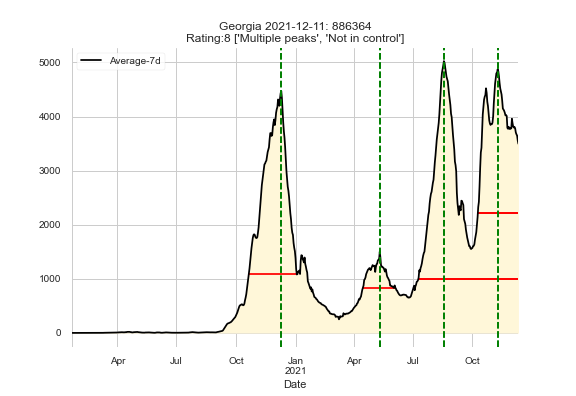 Georgia 2021-12-11: 886364
Rating:8 ['Multiple peaks', 'Not in control']
Average-7d
5000
4000
3000
2000
1000
0
Apr Jul Oct Jan Apr Jul Oct
2021
Date